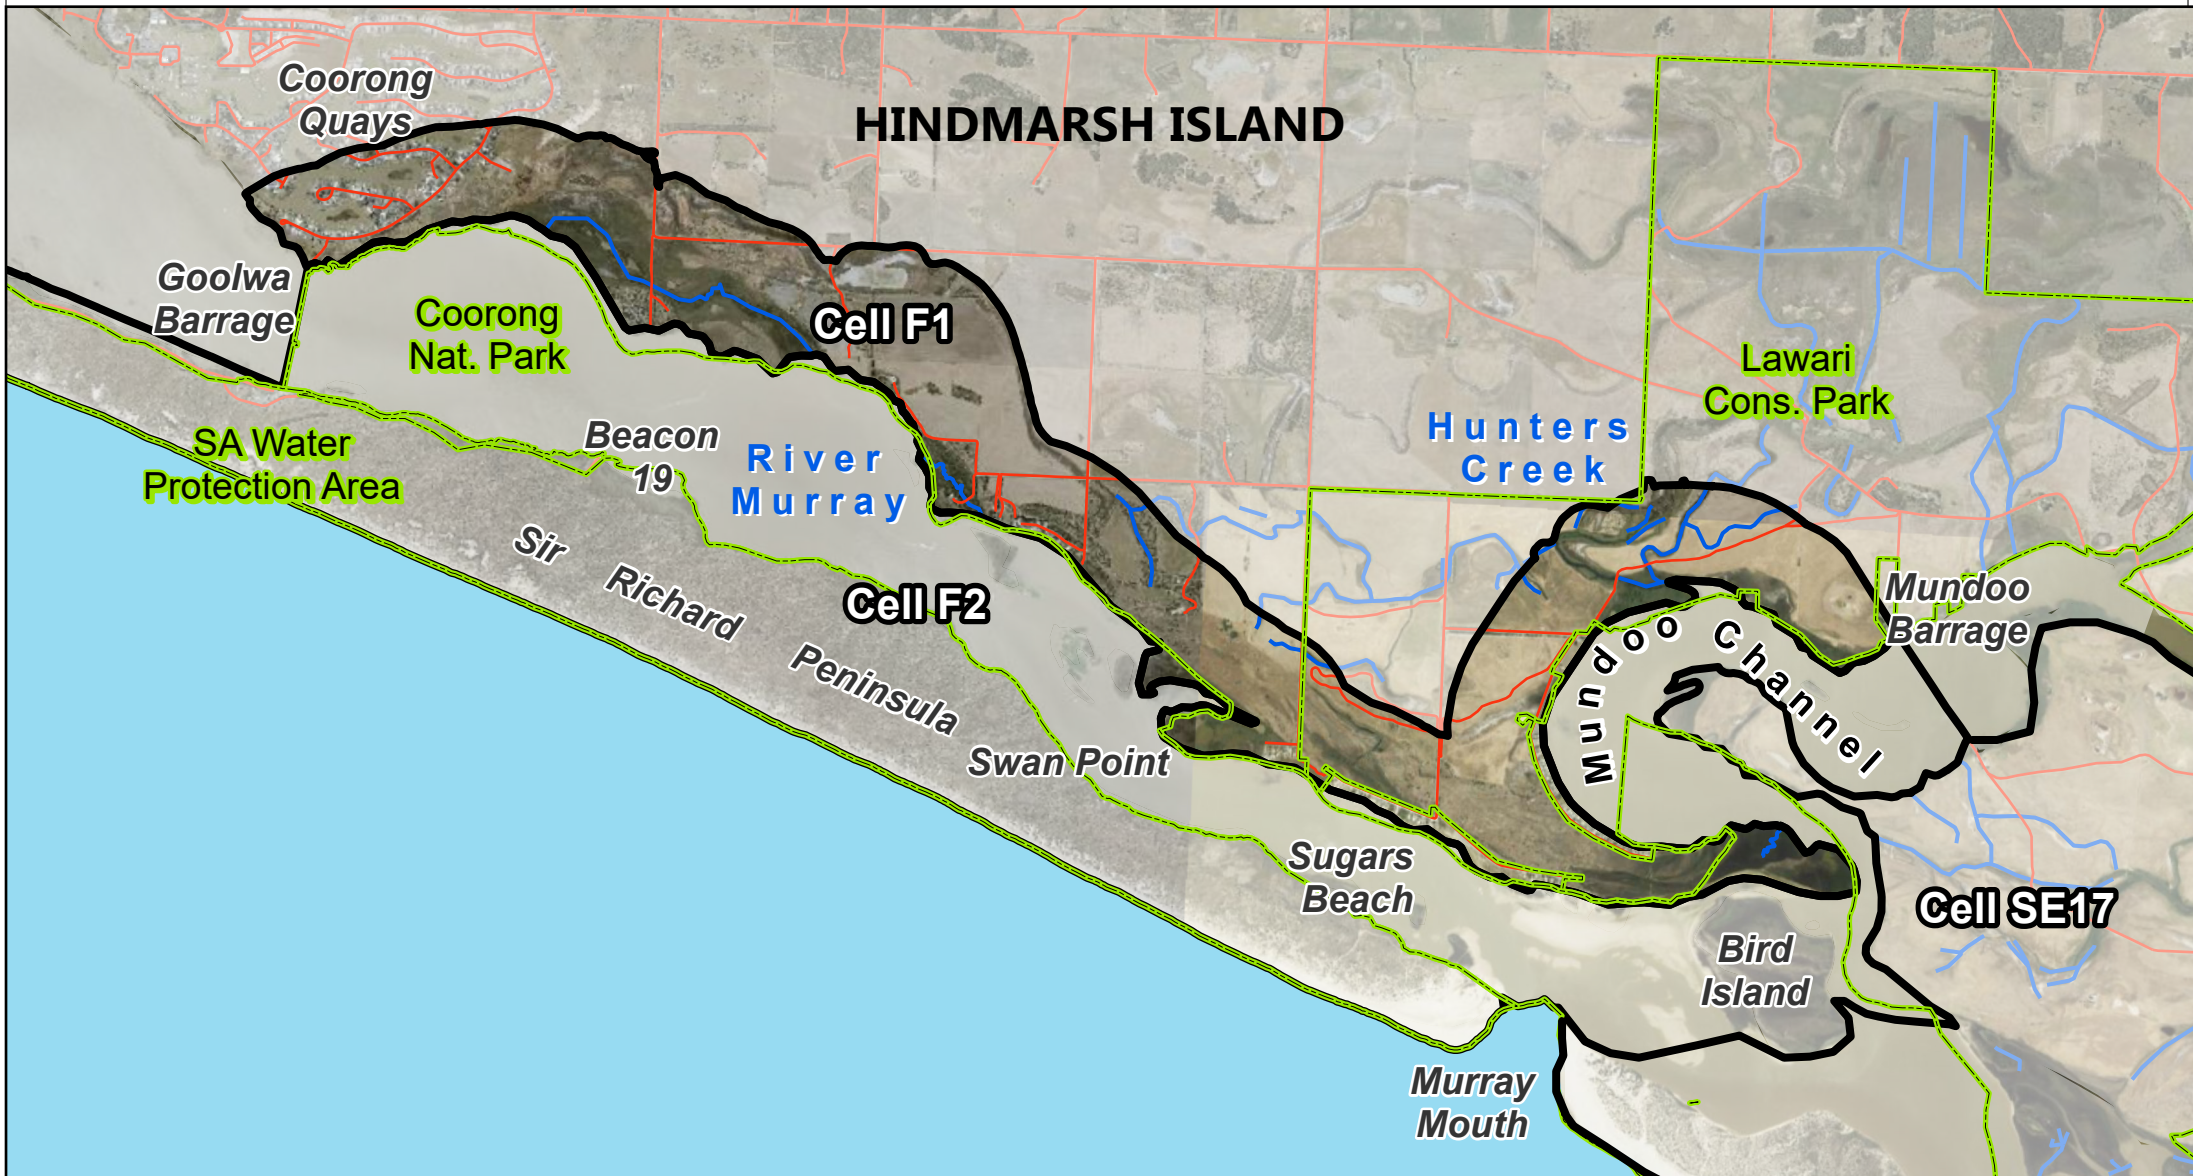 Coorong
Quays
HINDMARSH ISLAND
Goolwa
Barrage
Coorong
Nat. Park
Cell F1
Lawari
Cons. Park
SA Water
Protection Area
Beacon
19
River
Murray
Hunters
Creek
Sir Richard Peninsula
Cell F2
Mundoo
Barrage
Mundoo Channel
Swan Point
Sugars
Beach
Cell SE17
Bird
Island
Murray
Mouth